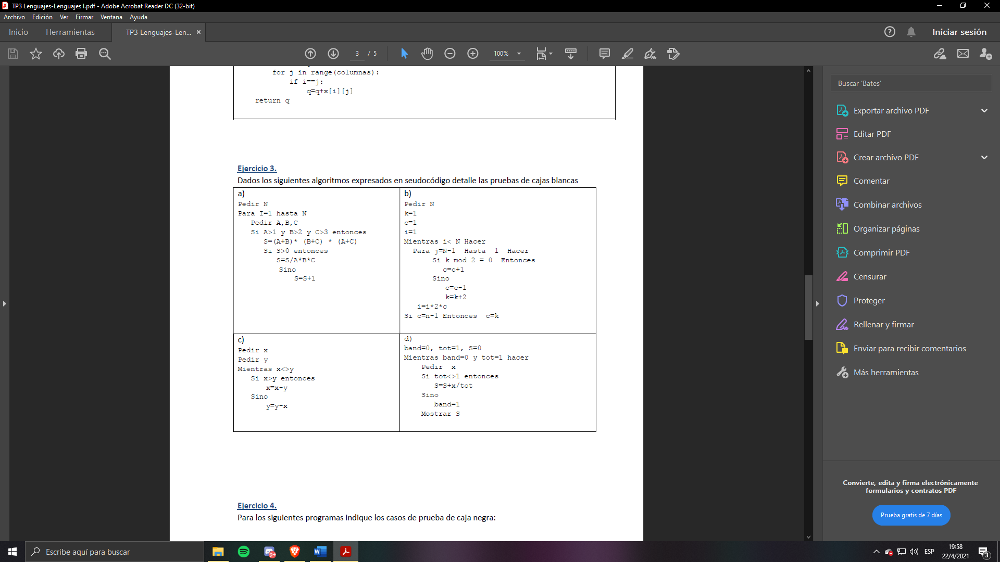 TP3 Lenguajes-Lenguajes I.pdf - Adobe Acrobat Reader DC (32-bit)
Archivo Edición Ver Firmar Ventana Ayuda
Inicio Herramientas TP3 Lenguajes-Len... × Iniciar sesión
3 / 5 100%
for j in range(columnas):
if i==j:
q=q+x[i][j]
return q
Ejercicio 3.
Dados los siguientes algoritmos expresados en seudocódigo detalle las pruebas de cajas blancas
a)
Pedir N
Para I=1 hasta N
Pedir A,B,C
Si A>1 y B>2 y C>3 entonces
S=(A+B)* (B+C) * (A+C)
Si S>0 entonces
S=S/A*B*C
Sino
S=S+1
b)
Pedir N
k=1
c=1
i=1
Mientras i< N Hacer
Para j=N-1 Hasta 1 Hacer
Si k mod 2 = 0 Entonces
c=c+1
Sino
c=c-1
k=k+2
i=i*2*c
Si c=n-1 Entonces c=k
c)
Pedir x
Pedir y
Mientras x<>y
Si x>y entonces
x=x-y
Sino
y=y-x
d)
band=0, tot=1, S=0
Mientras band=0 y tot=1 hacer
Pedir x
Si tot<>1 entonces
S=S+x/tot
Sino
band=1
Mostrar S
Ejercicio 4.
Para los siguientes programas indique los casos de prueba de caja negra:
Buscar 'Bates'
Exportar archivo PDF
Editar PDF
Crear archivo PDF
Comentar
Combinar archivos
Organizar páginas
Comprimir PDF
Censurar
Proteger
Rellenar y firmar
Enviar para recibir comentarios
Más herramientas
Convierte, edita y firma electrónicamente
formularios y contratos PDF
Prueba gratis de 7 días
Escribe aquí para buscar
9+
ESP
19:58
22/4/2021
3